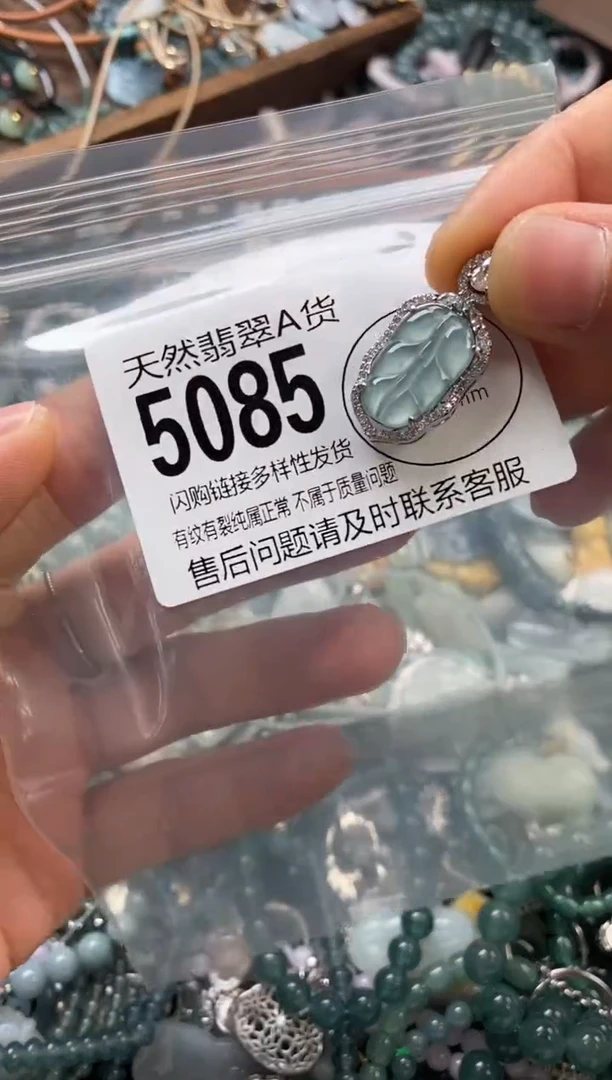 天然翡翠A货
5085
mm
闪购链接多样性发货
有纹有裂纯属正常 不属于质量问题
售后问题请及时联系客服